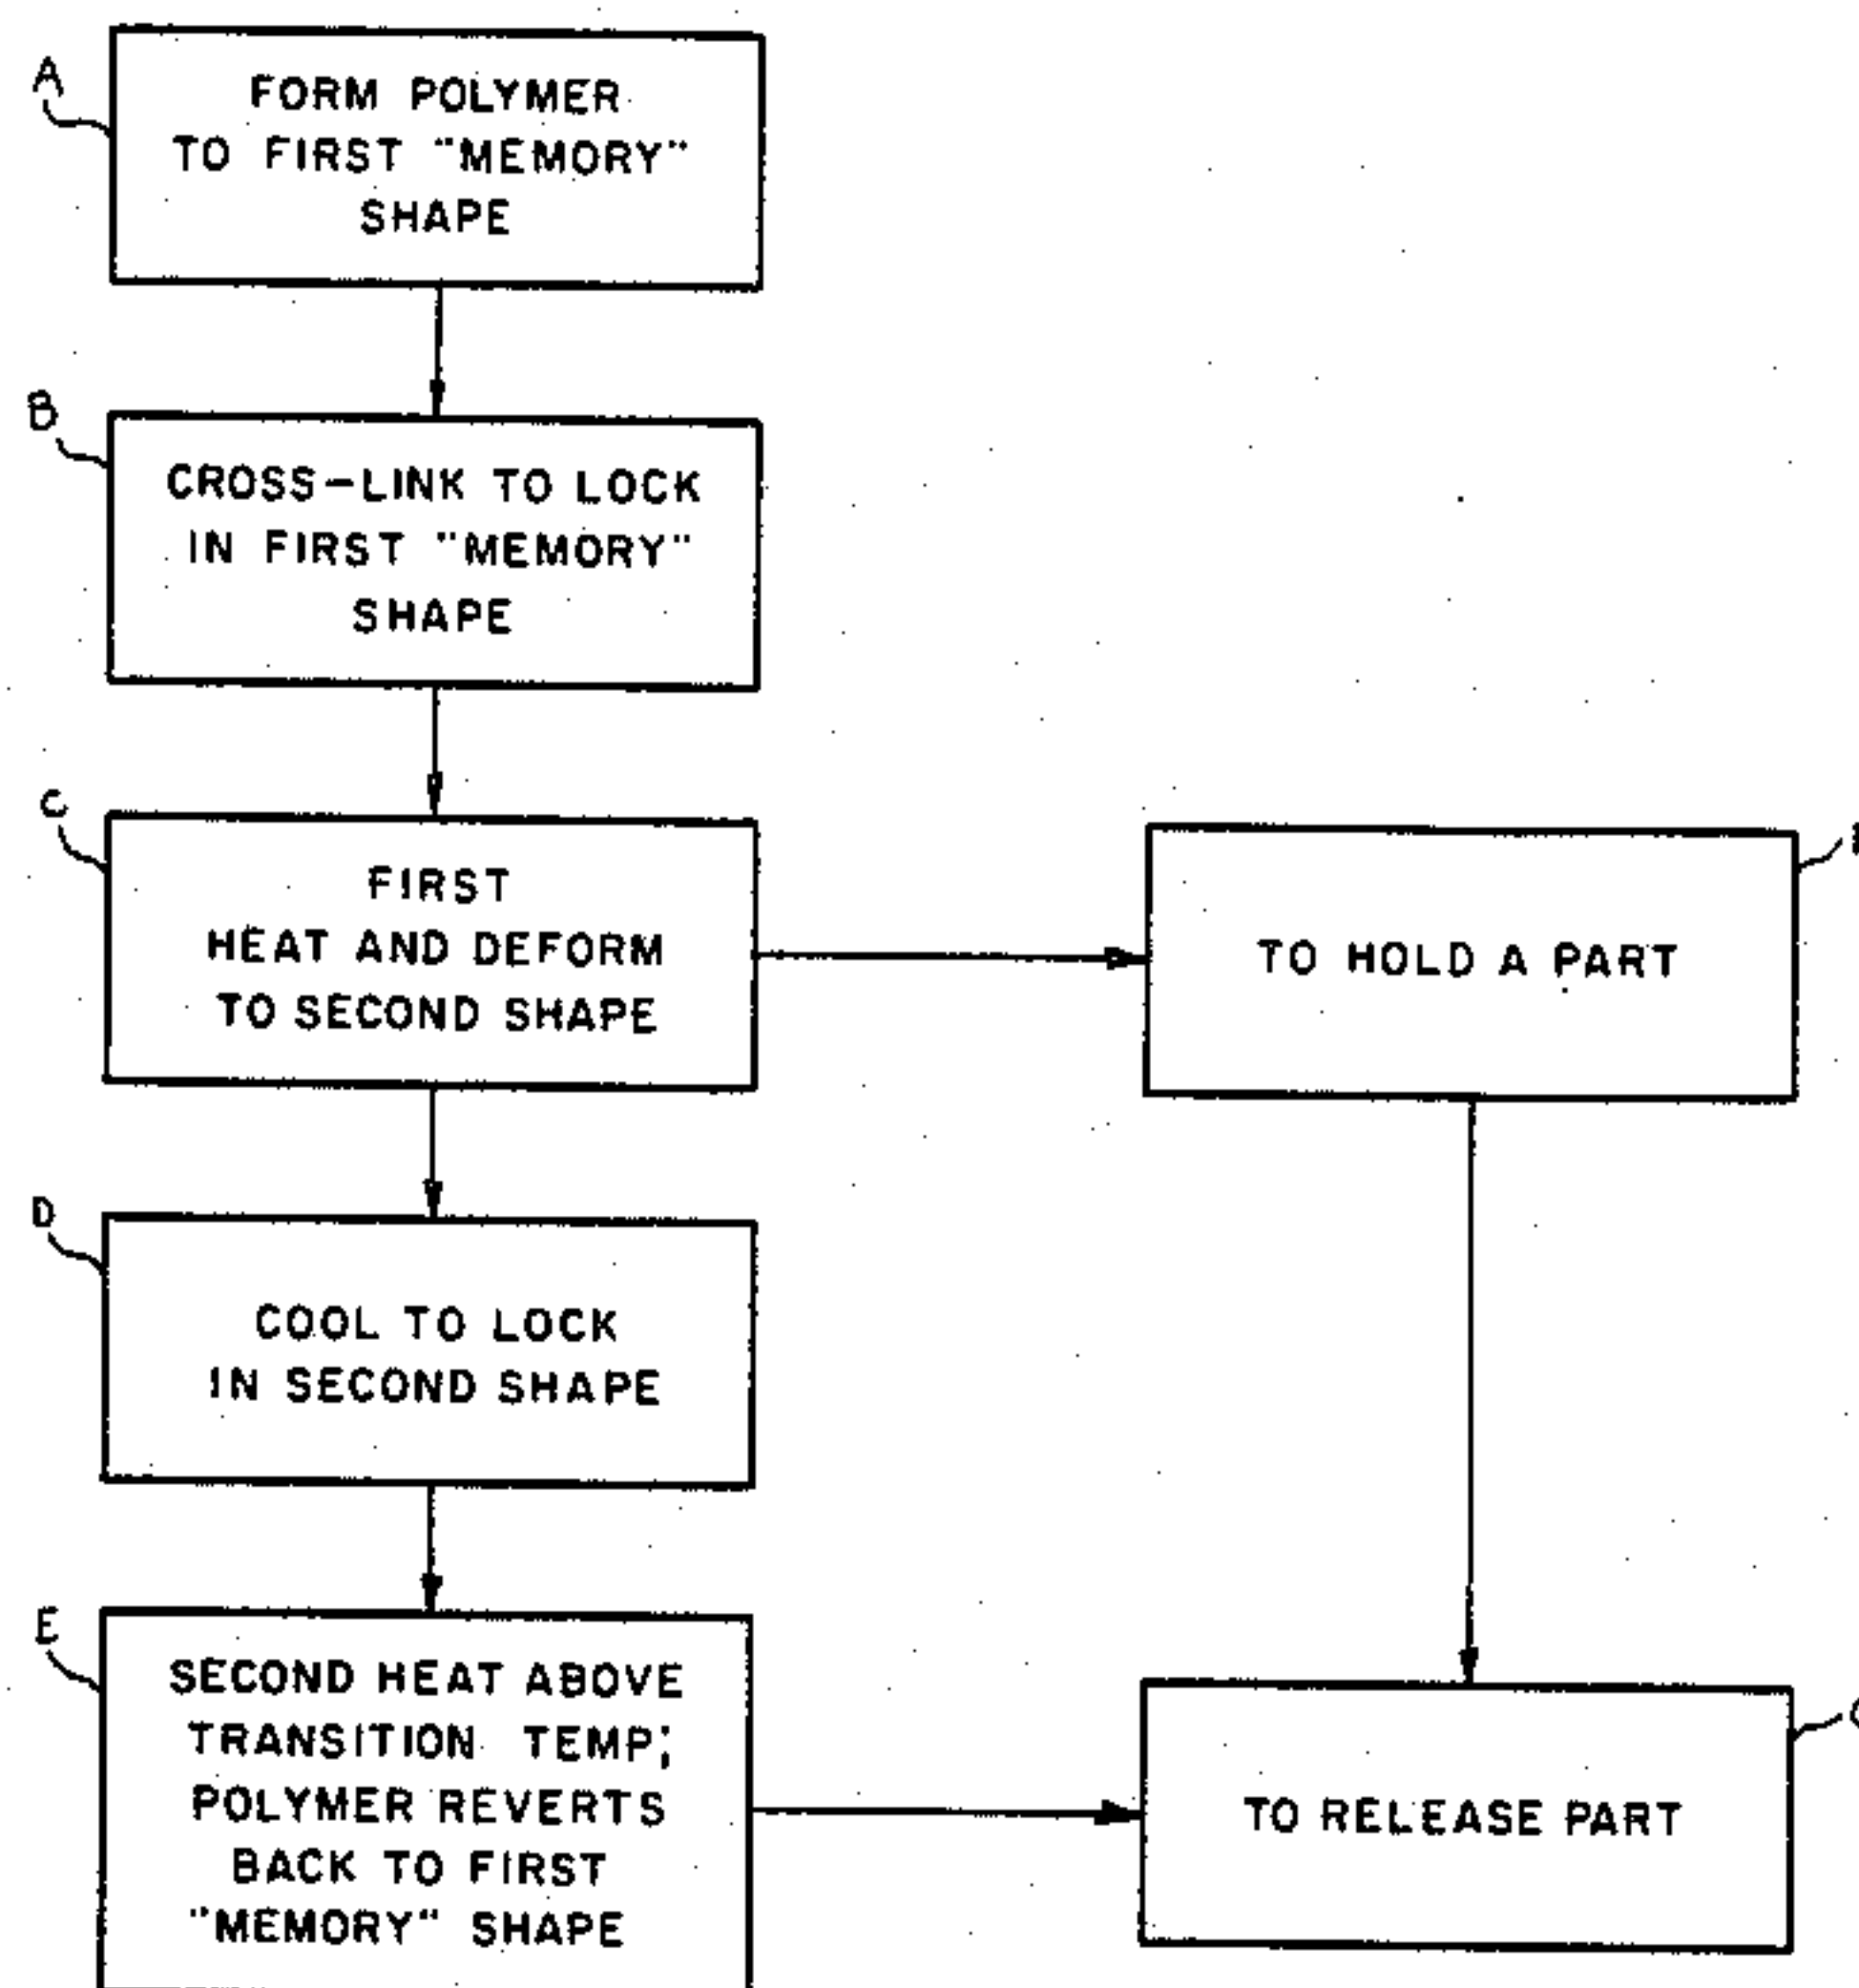 A
FORM POLYMER
TO FIRST "MEMORY"
SHAPE
B
CROSS-LINK TO LOCK
IN FIRST "MEMORY"
SHAPE
C
FIRST
HEAT AND DEFORM
TO SECOND SHAPE
TO HOLD A PART
D
COOL TO LOCK
IN SECOND SHAPE
E
SECOND HEAT ABOVE
TRANSITION TEMP;
POLYMER REVERTS
BACK TO FIRST
"MEMORY" SHAPE
TO RELEASE PART